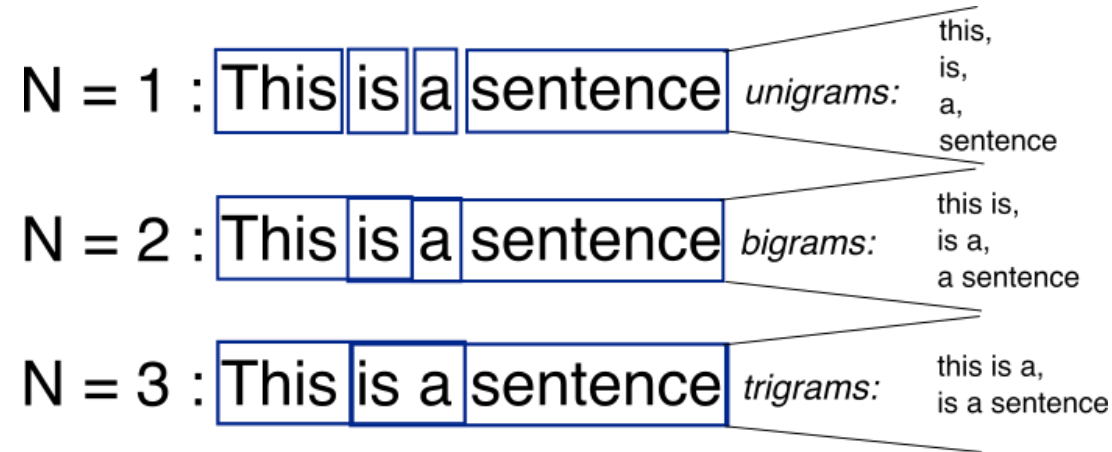 N = 1 : This is a sentence unigrams:
this,
is,
a,
sentence
N = 2 : This is a sentence bigrams:
this is,
is a,
a sentence
N = 3 : This is a sentence trigrams:
this is a,
is a sentence